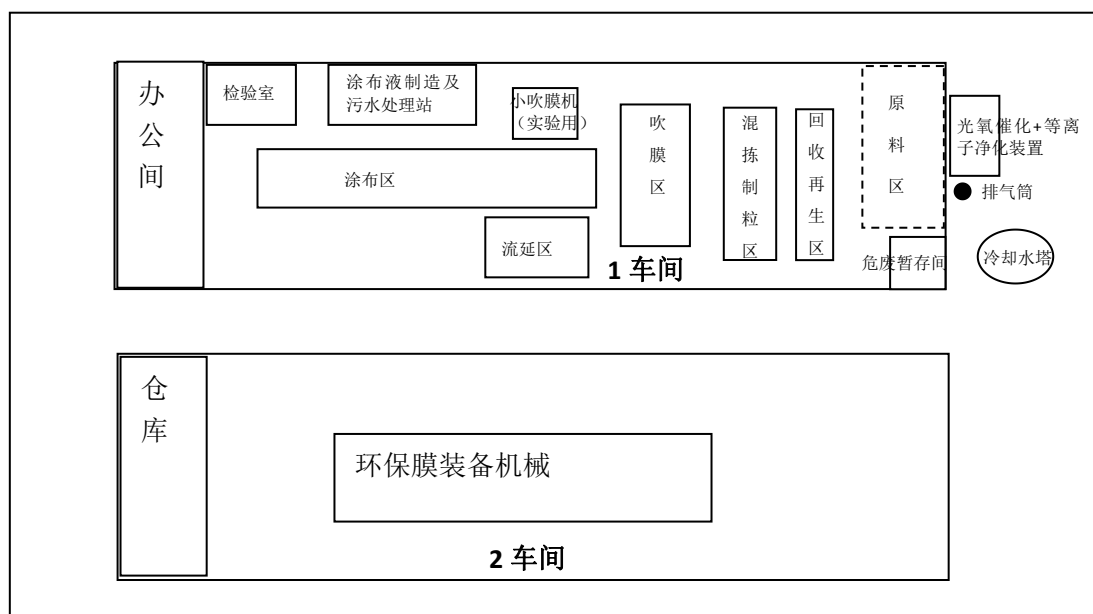 办公间
检验室
涂布液制造及
污水处理站
小吹膜机
（实验用）
吹膜区
混拣制粒区
回收再生区
原料区
光氧催化+等离
子净化装置
排气筒
涂布区
流延区
危废暂存间
冷却水塔
1 车间
仓库
环保膜装备机械
2 车间